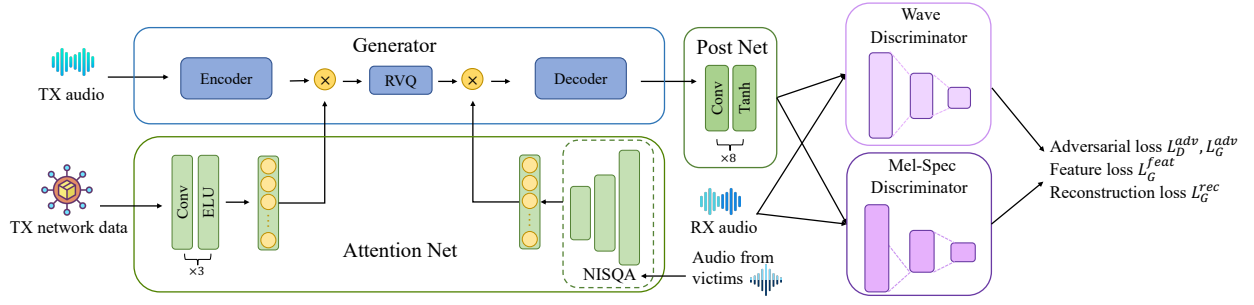 Generator
TX audio
Encoder
×
RVQ
×
Decoder
Post Net
Conv
Tanh
×8
Wave
Discriminator
TX network data
Conv
ELU
×3
Attention Net
NISQA
RX audio
Audio from
victims
Mel-Spec
Discriminator
Adversarial loss $L_D^{adv}, L_G^{adv}$
Feature loss $L_G^{feat}$
Reconstruction loss $L_G^{rec}$